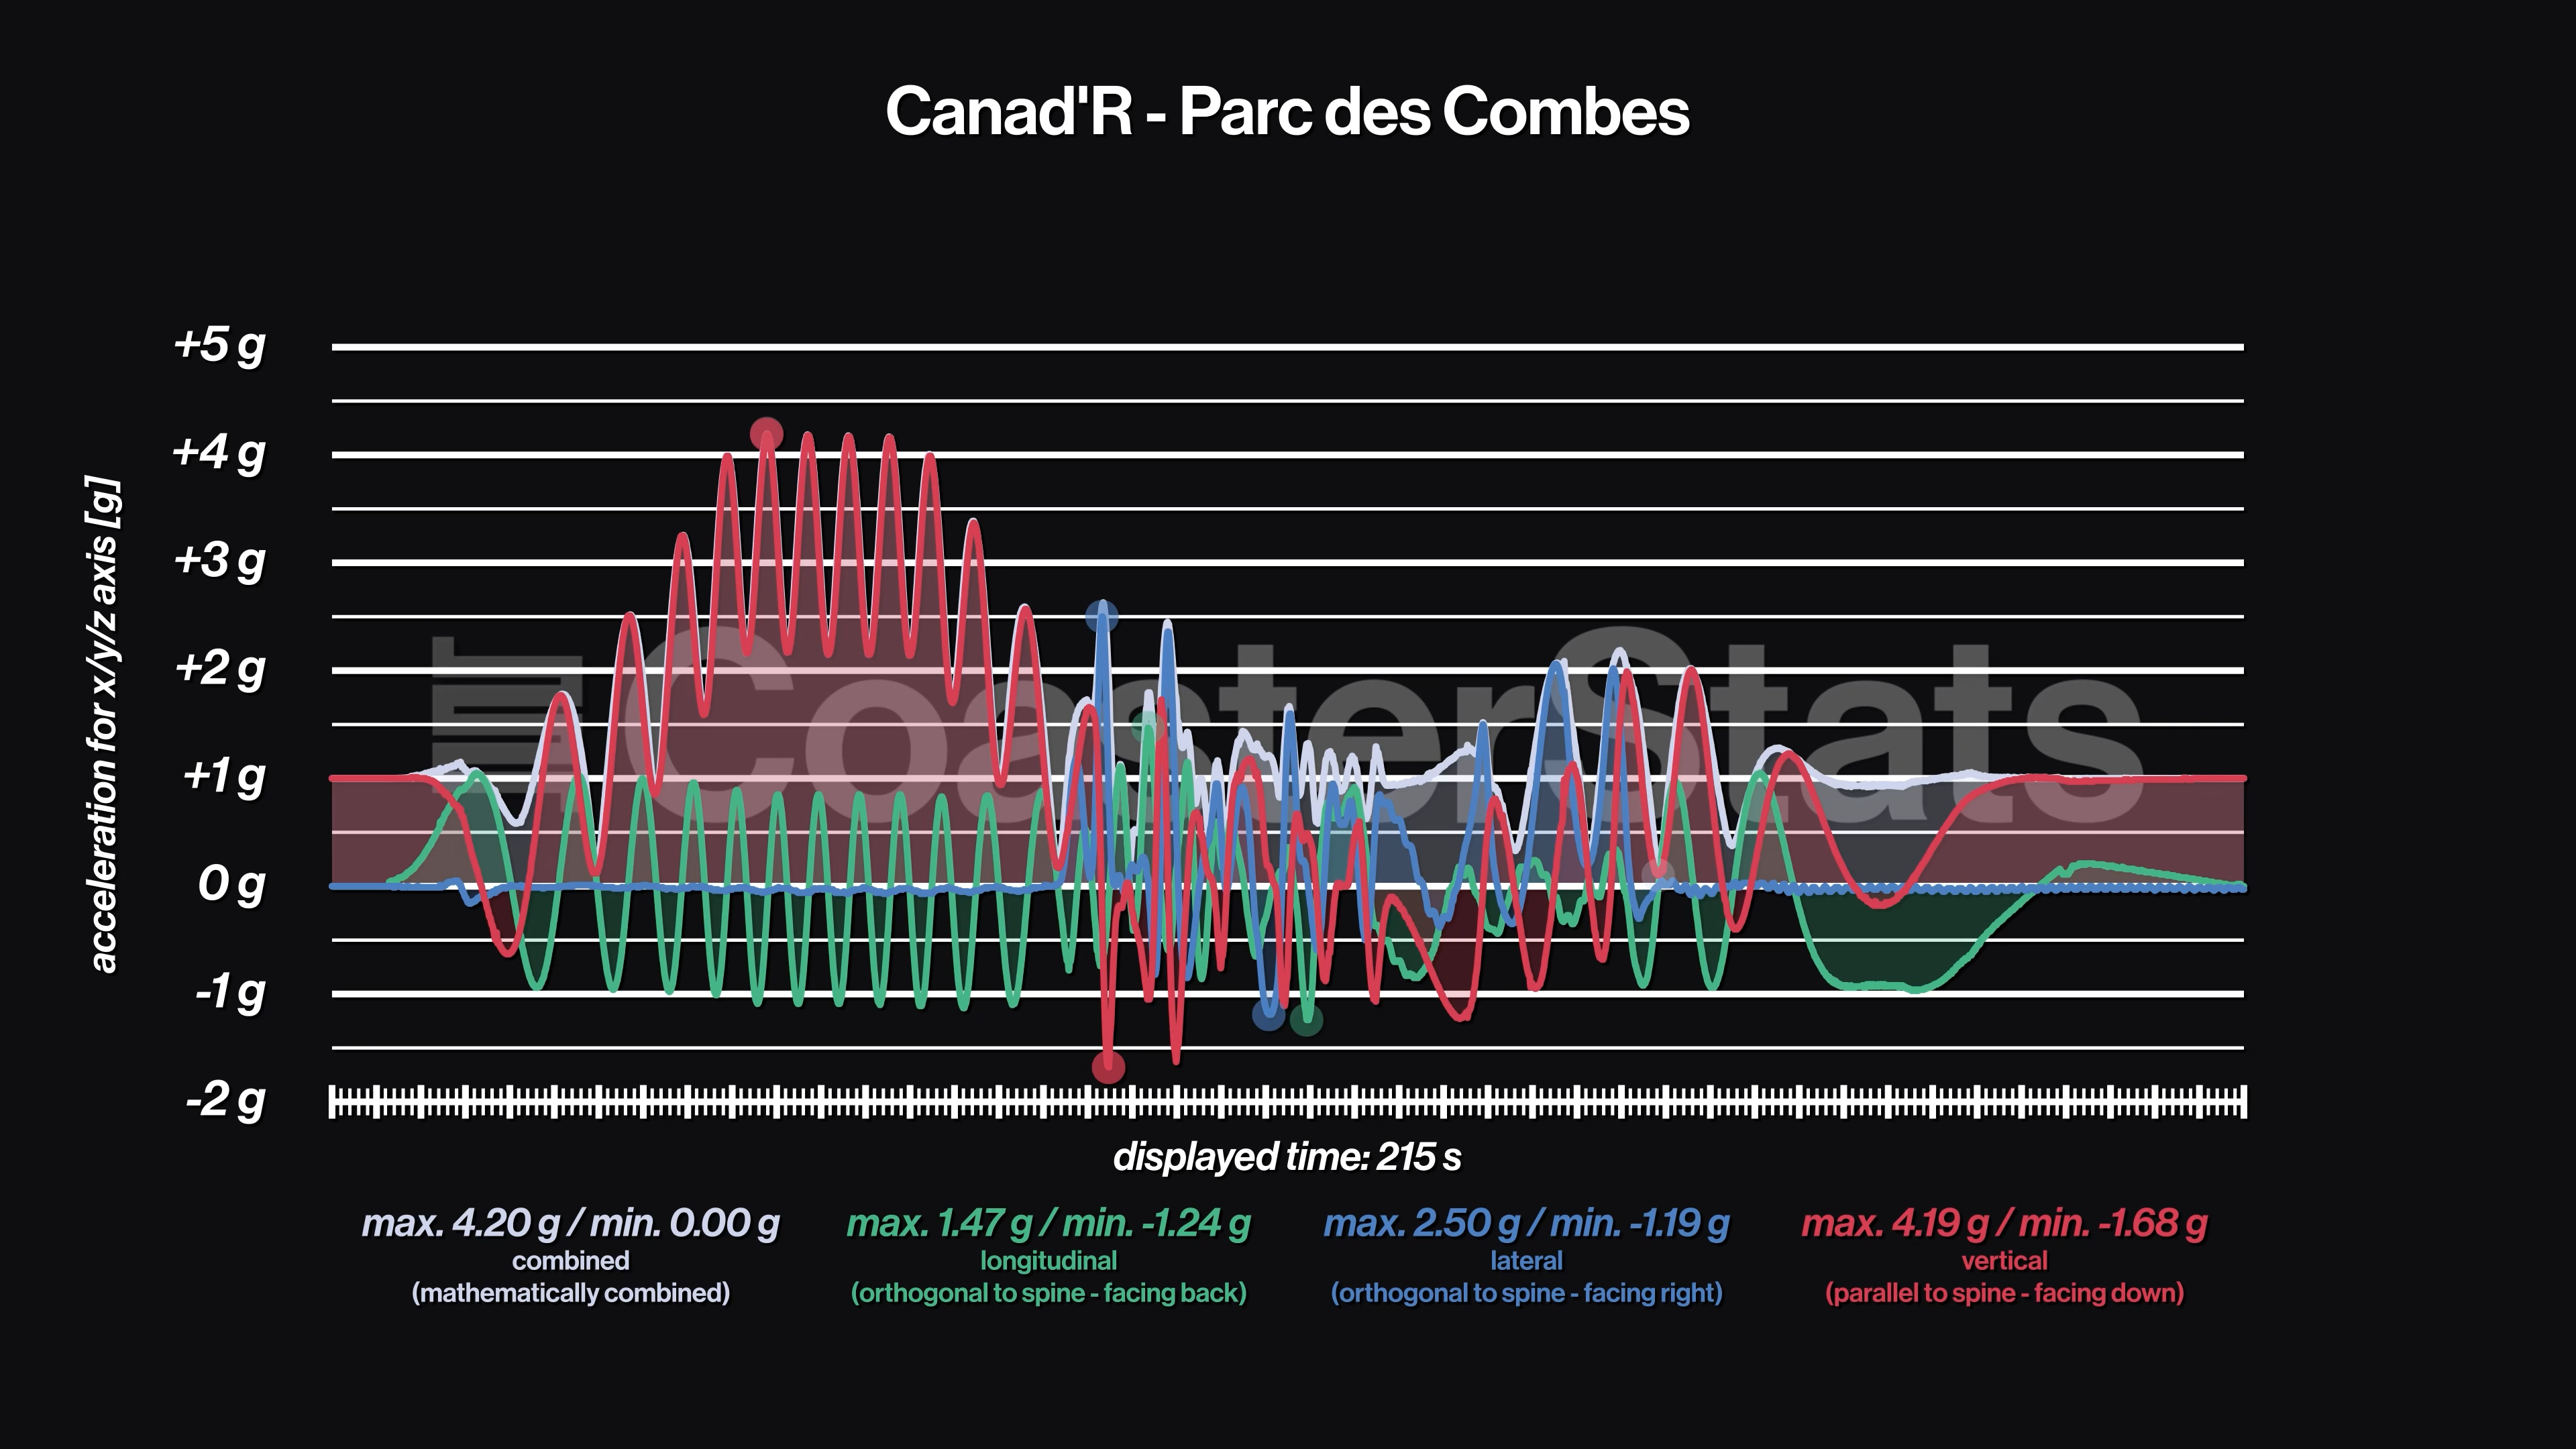 Canad'R - Parc des Combes
acceleration for x/y/z axis [g]
+5 g
+4 g
+3 g
+2 g
+1 g
0 g
-1 g
-2 g
CoasterStats
displayed time: 215 s
max. 4.20 g / min. 0.00 g
combined
(mathematically combined)
max. 1.47 g / min. -1.24 g
longitudinal
(orthogonal to spine - facing back)
max. 2.50 g / min. -1.19 g
lateral
(orthogonal to spine - facing right)
max. 4.19 g / min. -1.68 g
vertical
(parallel to spine - facing down)